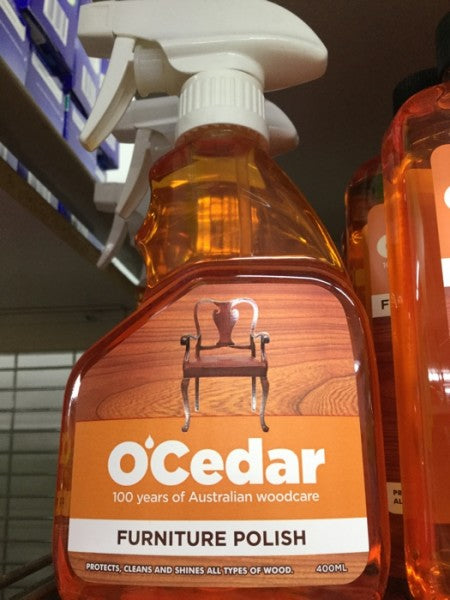 O'Cedar
100 years of Australian woodcare
FURNITURE POLISH
PROTECTS, CLEANS AND SHINES ALL TYPES OF WOOD. 400ML